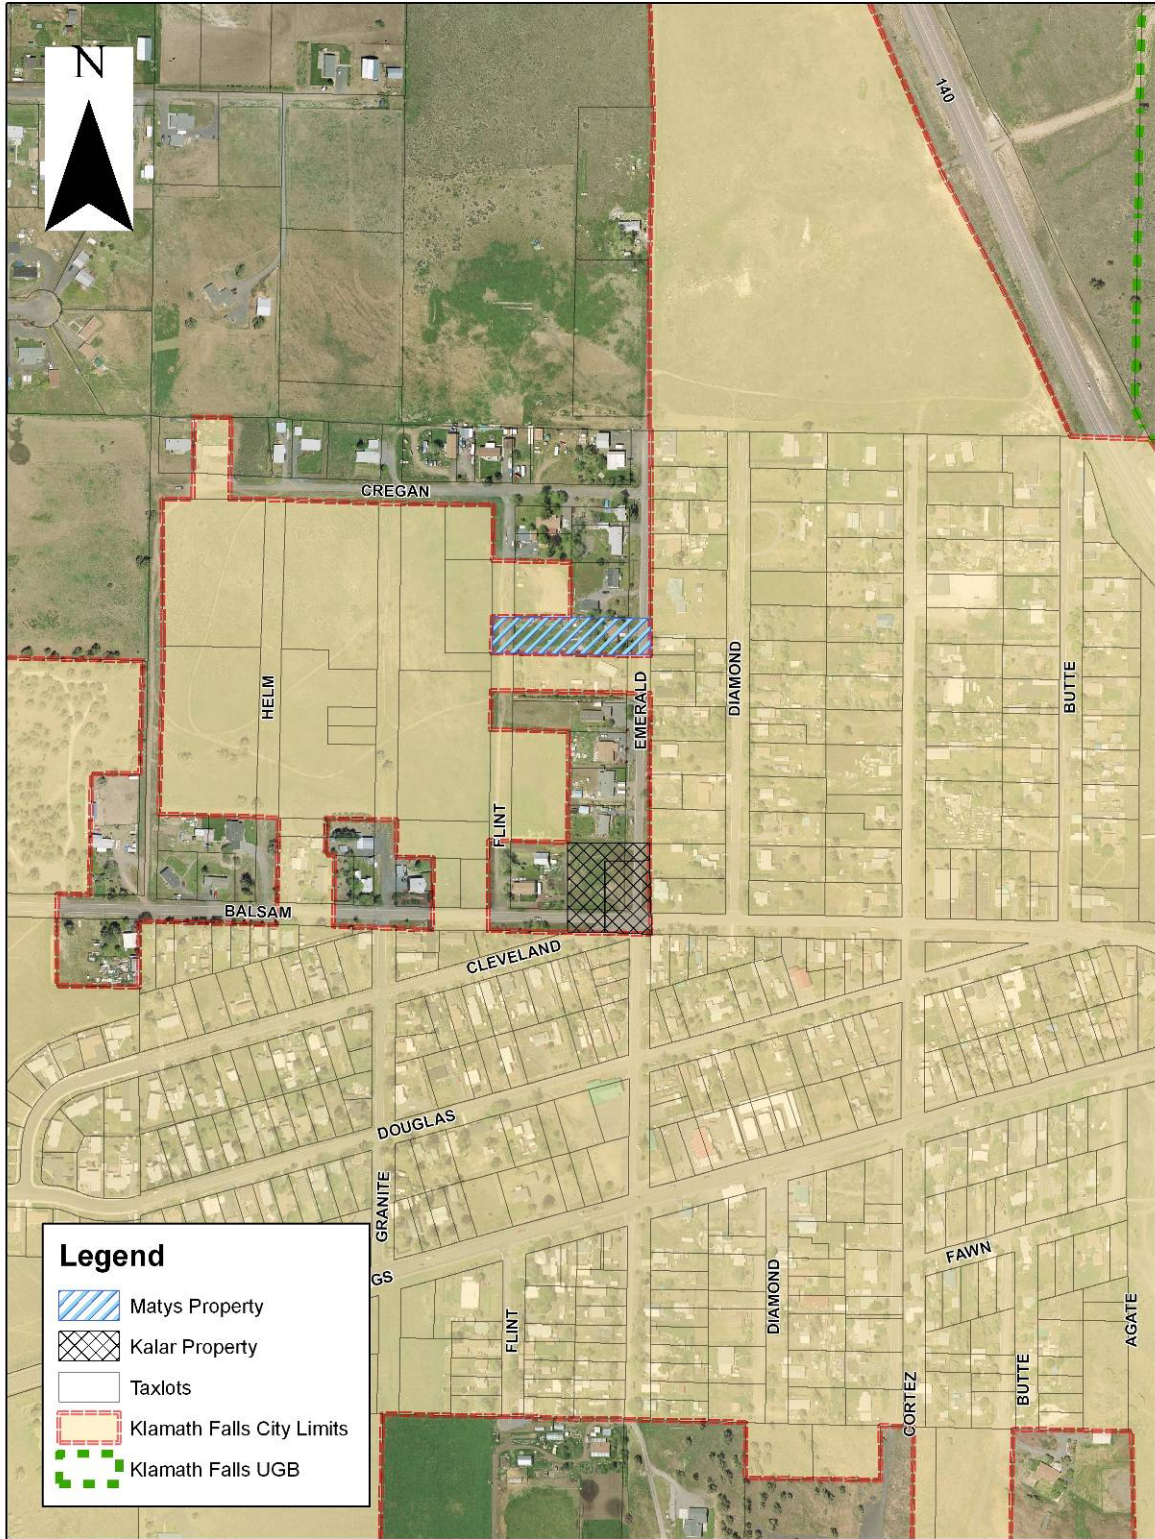 N
140
CREGAN
HELM
DIAMOND
BUTTE
EMERALD
FLINT
BALSAM
CLEVELAND
DOUGLAS
GRANITE
Legend
Matys Property
Kalar Property
Taxlots
Klamath Falls City Limits
Klamath Falls UGB
GS
FLINT
DIAMOND
FAWN
CORTEZ
BUTTE
AGATE